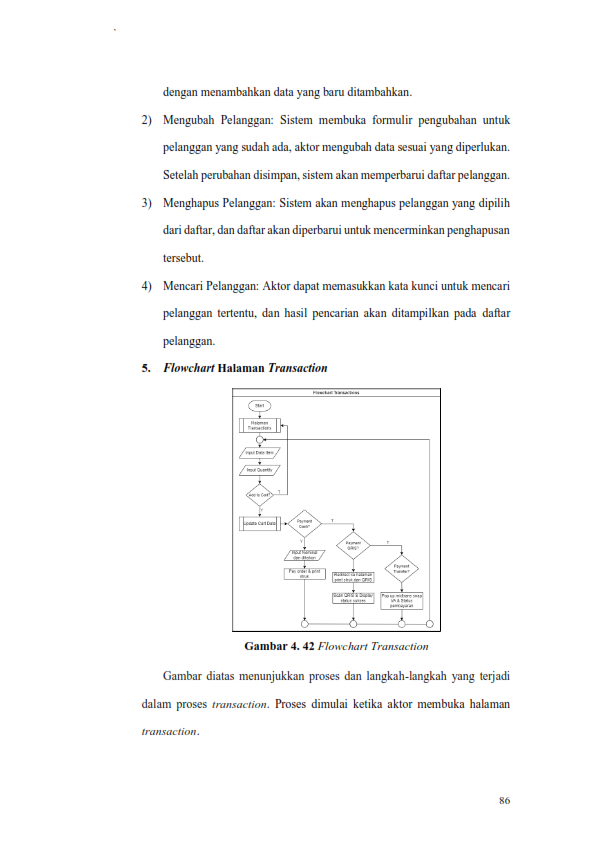 dengan menambahkan data yang baru ditambahkan.
2) Mengubah Pelanggan: Sistem membuka formulir pengubahan untuk
pelanggan yang sudah ada, aktor mengubah data sesuai yang diperlukan.
Setelah perubahan disimpan, sistem akan memperbarui daftar pelanggan.
3) Menghapus Pelanggan: Sistem akan menghapus pelanggan yang dipilih
dari daftar, dan daftar akan diperbarui untuk mencerminkan penghapusan
tersebut.
4) Mencari Pelanggan: Aktor dapat memasukkan kata kunci untuk mencari
pelanggan tertentu, dan hasil pencarian akan ditampilkan pada daftar
pelanggan.
5. Flowchart Halaman Transaction
Flowchart Transactions
Start
Halaman
Transactions
Input Data Item
Input Quantity
Add to Cart?
T
Y
Update Cart Data
Payment
Cash?
T
Y
Input Nominal
dan diterima
Pay order & print
struk
Payment
QRIS?
T
Y
Redirect ke halaman
print struk dan QRIS
Scan QRIS & Display
status sukses
Payment
Transfer?
Pop up midtrans snap
VA & Status
pembayaran
Gambar 4. 42 Flowchart Transaction
Gambar diatas menunjukkan proses dan langkah-langkah yang terjadi
dalam proses transaction. Proses dimulai ketika aktor membuka halaman
transaction.
86